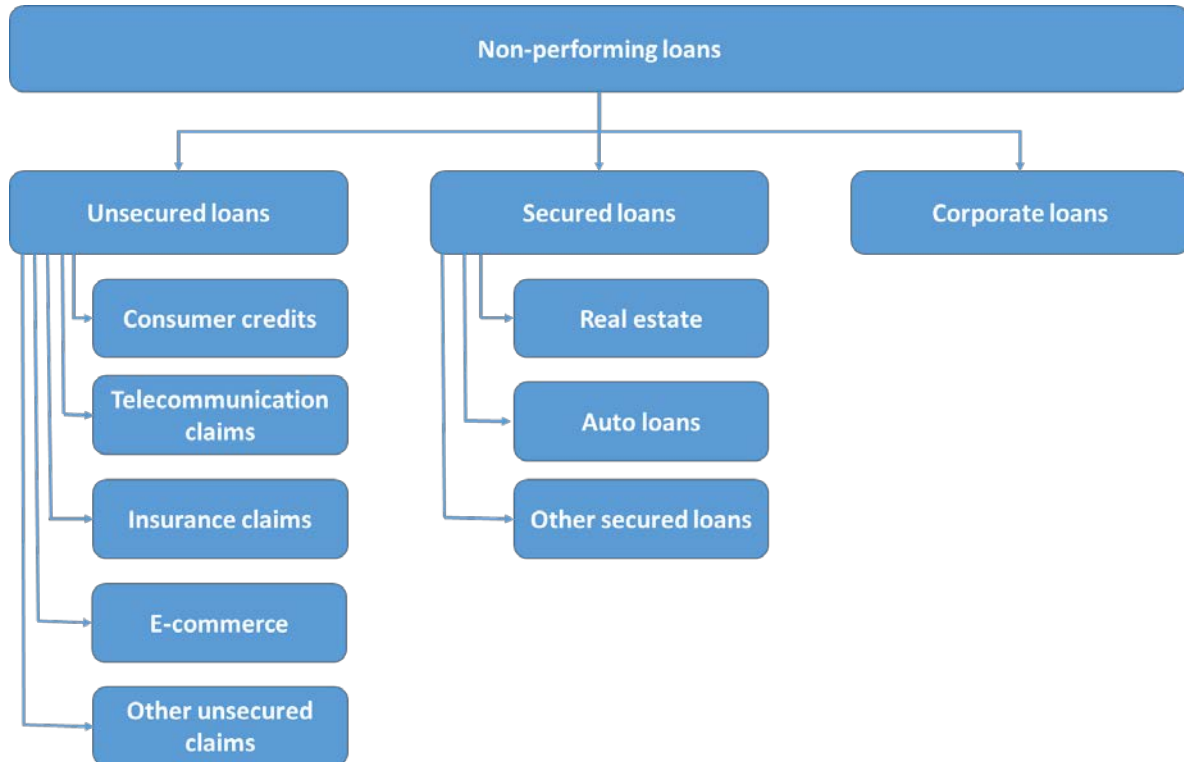 Non-performing loans
Unsecured loans
Secured loans
Corporate loans
Consumer credits
Real estate
Telecommunication
claims
Auto loans
Insurance claims
Other secured loans
E-commerce
Other unsecured
claims